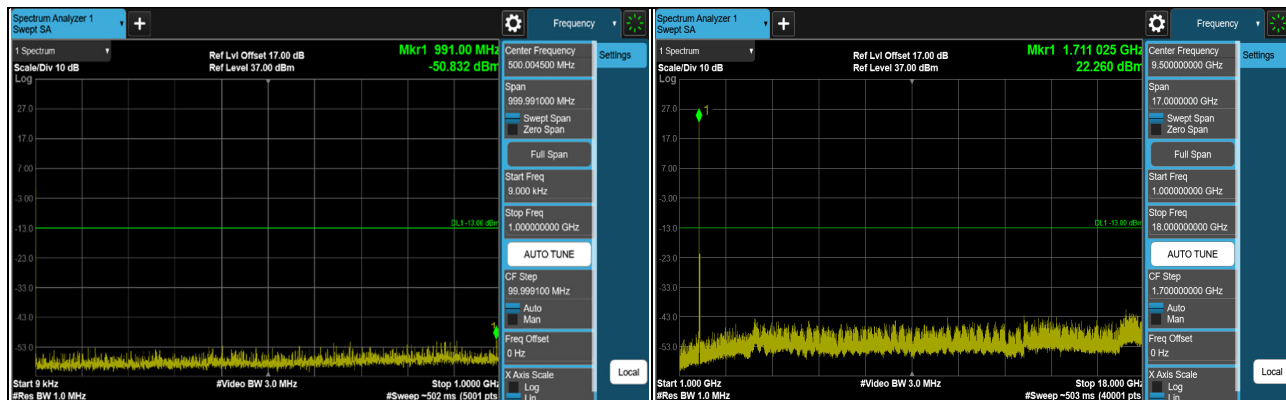 Spectrum Analyzer 1
Swept SA
+
Frequency
1 Spectrum
Scale/Div 10 dB
Log
Ref Lvl Offset 17.00 dB
Ref Level 37.00 dBm
Mkr1 991.00 MHz
-50.832 dBm
27.0
17.0
7.00
-3.00
-13.0
-23.0
-33.0
-43.0
-53.0
DL1 -13.00 dBm
1
Start 9 kHz
#Res BW 1.0 MHz
#Video BW 3.0 MHz
Stop 1.0000 GHz
#Sweep ~502 ms (5001 pts
Center Frequency
500.004500 MHz
Span
999.991000 MHz
Swept Span
Zero Span
Full Span
Start Freq
9.000 kHz
Stop Freq
1.000000000 GHz
AUTO TUNE
CF Step
99.999100 MHz
Auto
Man
Freq Offset
0 Hz
X Axis Scale
Log
Lin
Settings
Local
Spectrum Analyzer 1
Swept SA
+
Frequency
1 Spectrum
Scale/Div 10 dB
Log
Ref Lvl Offset 17.00 dB
Ref Level 37.00 dBm
Mkr1 1.711 025 GHz
22.260 dBm
27.0
17.0
7.00
-3.00
-13.0
-23.0
-33.0
-43.0
-53.0
DL1 -13.00 dBm
1
Start 1.000 GHz
#Res BW 1.0 MHz
#Video BW 3.0 MHz
Stop 18.000 GHz
#Sweep ~503 ms (40001 pts
Center Frequency
9.500000000 GHz
Span
17.0000000 GHz
Swept Span
Zero Span
Full Span
Start Freq
1.000000000 GHz
Stop Freq
18.000000000 GHz
AUTO TUNE
CF Step
1.700000000 GHz
Auto
Man
Freq Offset
0 Hz
X Axis Scale
Log
Lin
Settings
Local